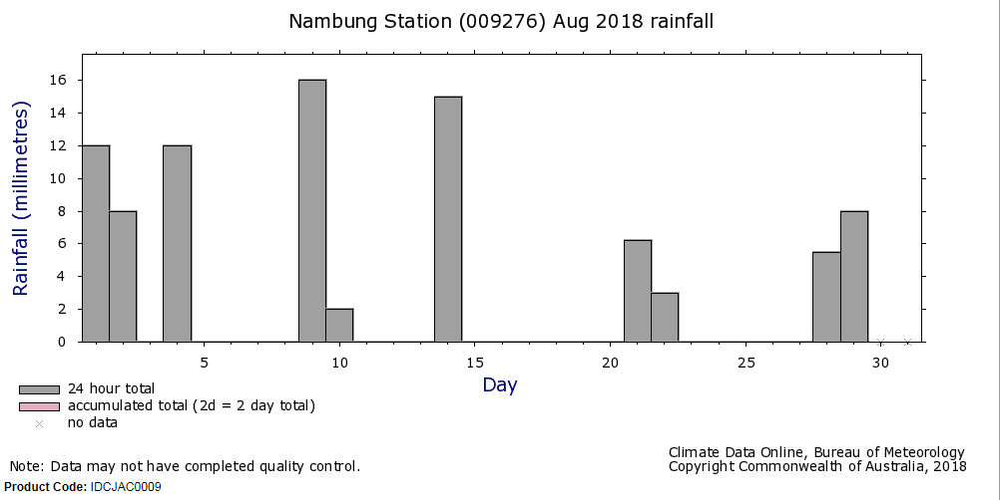 Nambung Station (009276) Aug 2018 rainfall
Rainfall (millimetres)
16
14
12
10
8
6
4
2
0
5 10 15 20 25 30
Day
24 hour total
accumulated total (2d = 2 day total)
no data
Climate Data Online, Bureau of Meteorology
Note: Data may not have completed quality control. Copyright Commonwealth of Australia, 2018
Product Code: IDCJAC0009